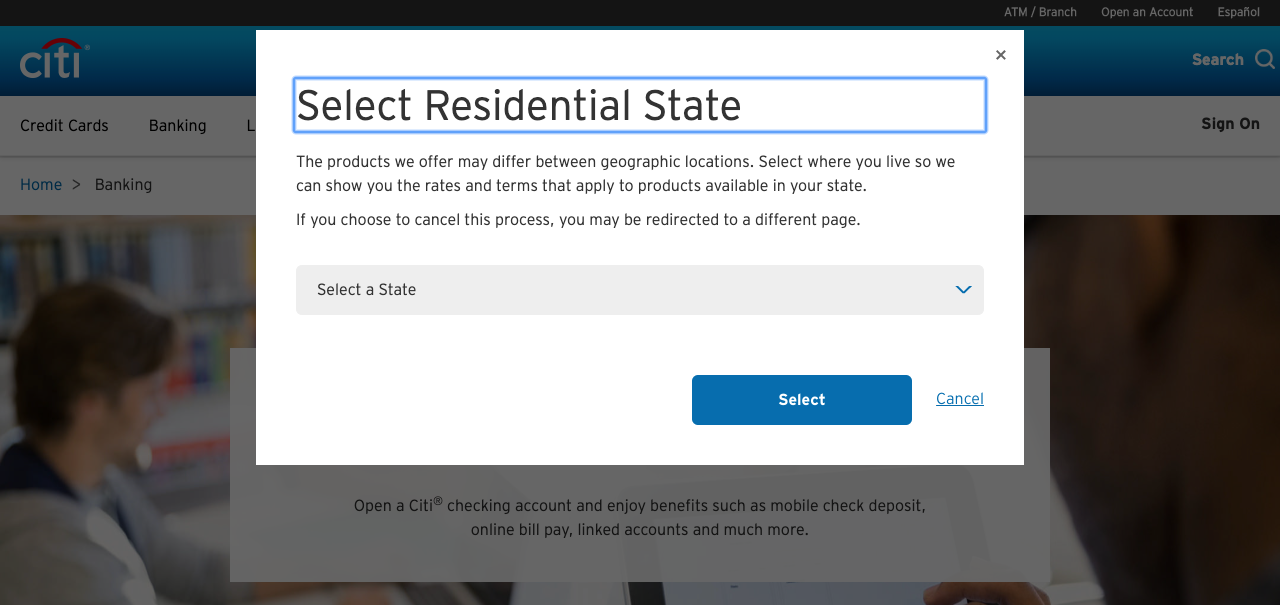 ATM / Branch Open an Account Español
citi®
Search
Credit Cards Banking L
Sign On
Home > Banking
×
Select Residential State
The products we offer may differ between geographic locations. Select where you live so we
can show you the rates and terms that apply to products available in your state.
If you choose to cancel this process, you may be redirected to a different page.
Select a State
Select Cancel
Open a Citi® checking account and enjoy benefits such as mobile check deposit,
online bill pay, linked accounts and much more.